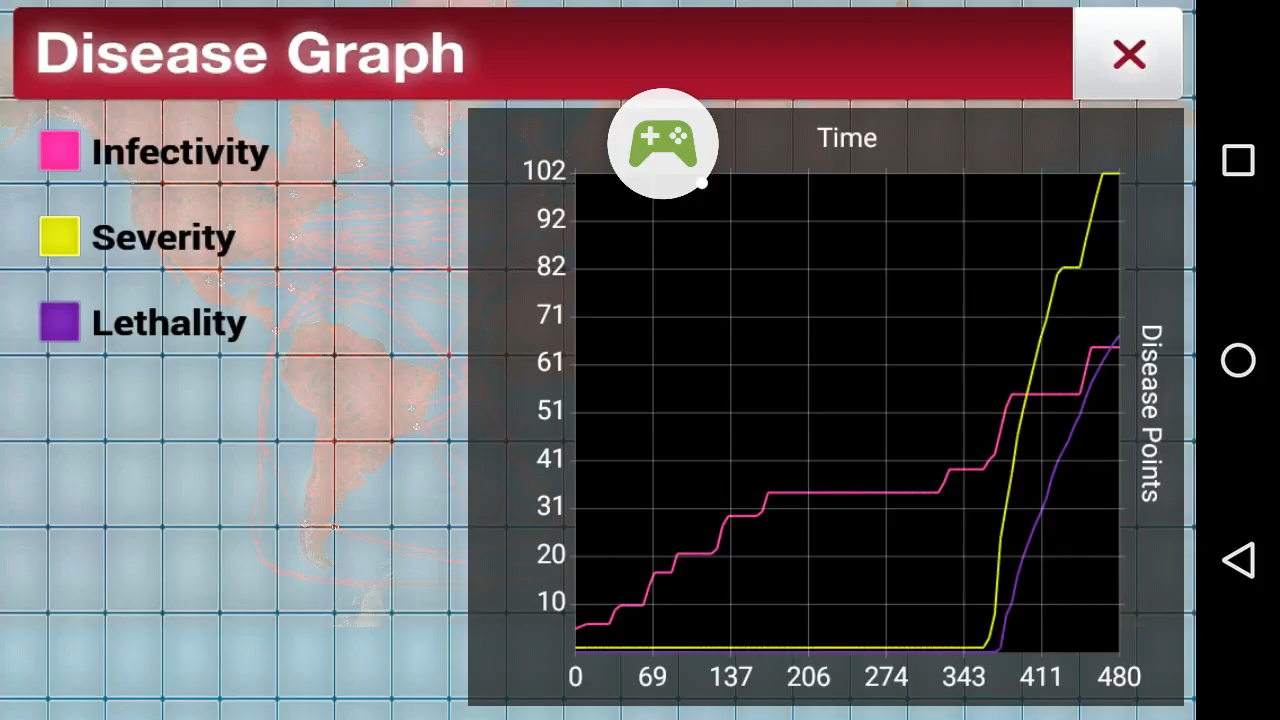 Disease Graph
Infectivity
Severity
Lethality
Time
102
92
82
71
61
51
41
31
20
10
0 69 137 206 274 343 411 480
Disease Points